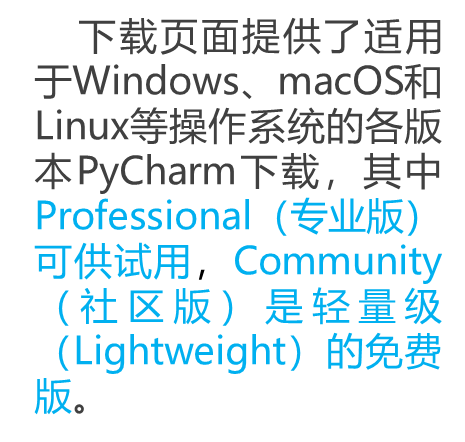 下载页面提供了适用
于Windows、macOS和
Linux等操作系统的各版
本PyCharm下载，其中
Professional（专业版）
可供试用，Community
（社区版）是轻量级
（Lightweight）的免费
版。